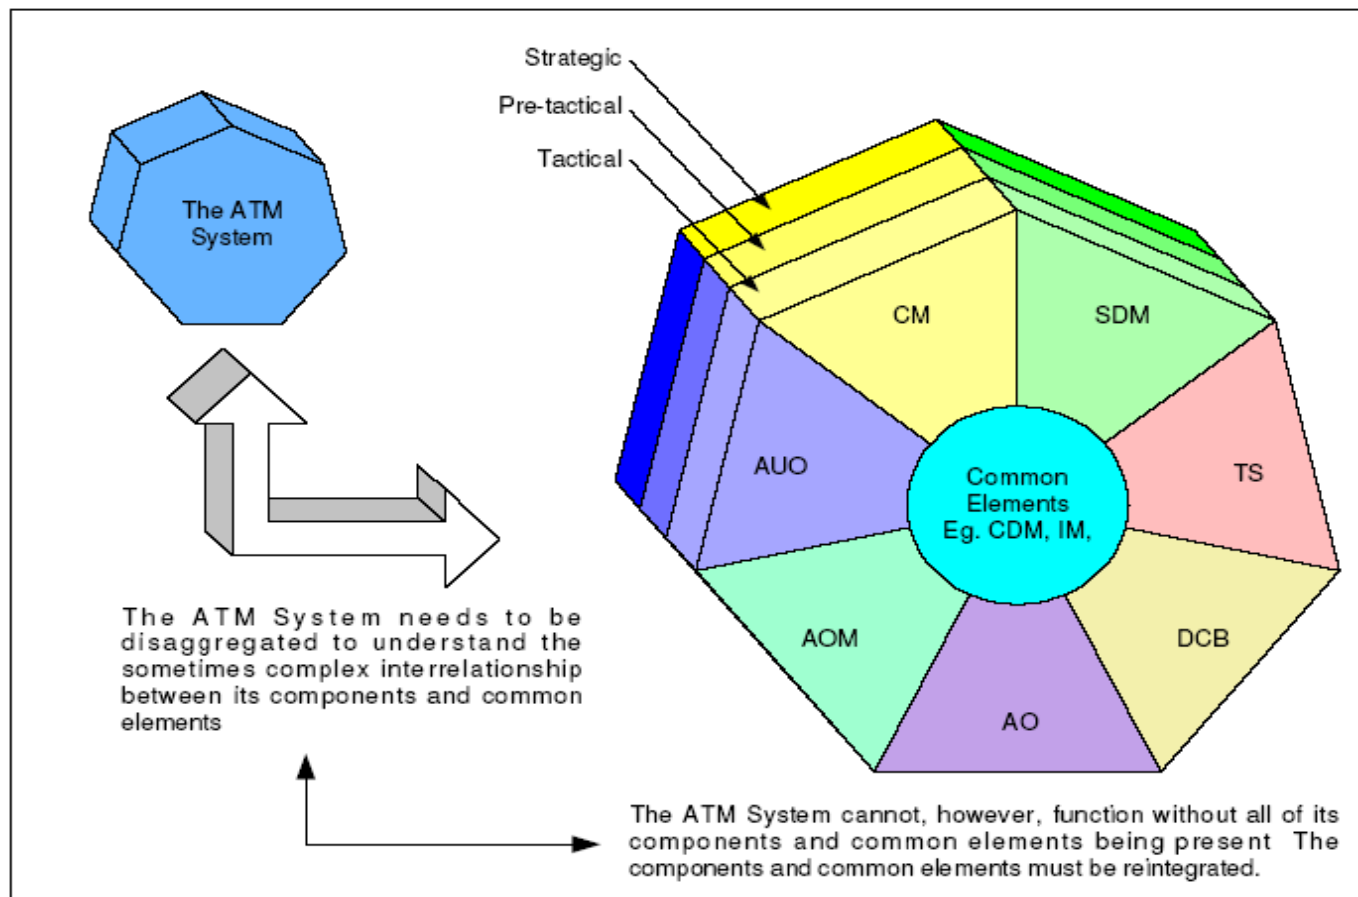 Strategic
Pre-tactical
Tactical
The ATM
System
CM
SDM
AUO
TS
Common
Elements
Eg. CDM, IM,
AOM
DCB
AO
The ATM System needs to be
disaggregated to understand the
sometimes complex interrelationship
between its components and common
elements
The ATM System cannot, however, function without all of its
components and common elements being present The
components and common elements must be reintegrated.